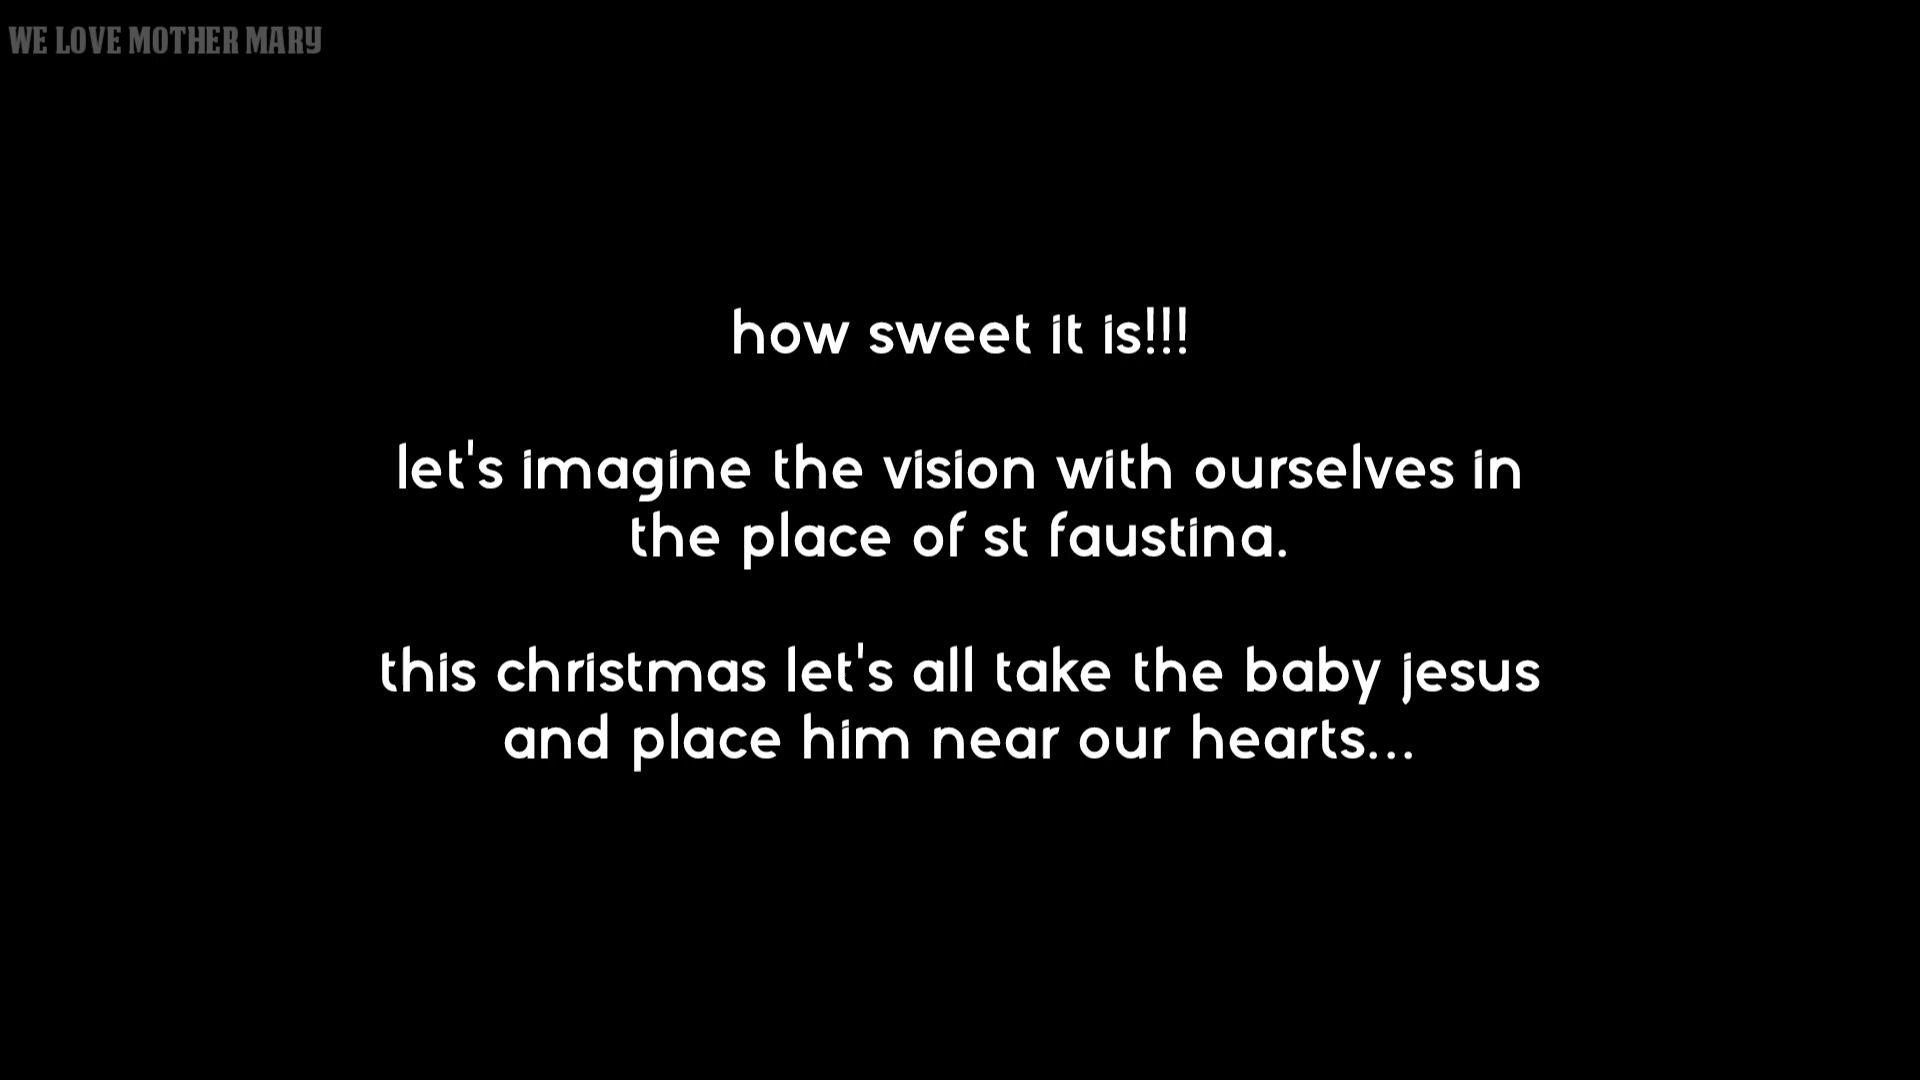 WE LOVE MOTHER MARY
how sweet it is!!!
let's imagine the vision with ourselves in
the place of st faustina.
this christmas let's all take the baby jesus
and place him near our hearts...